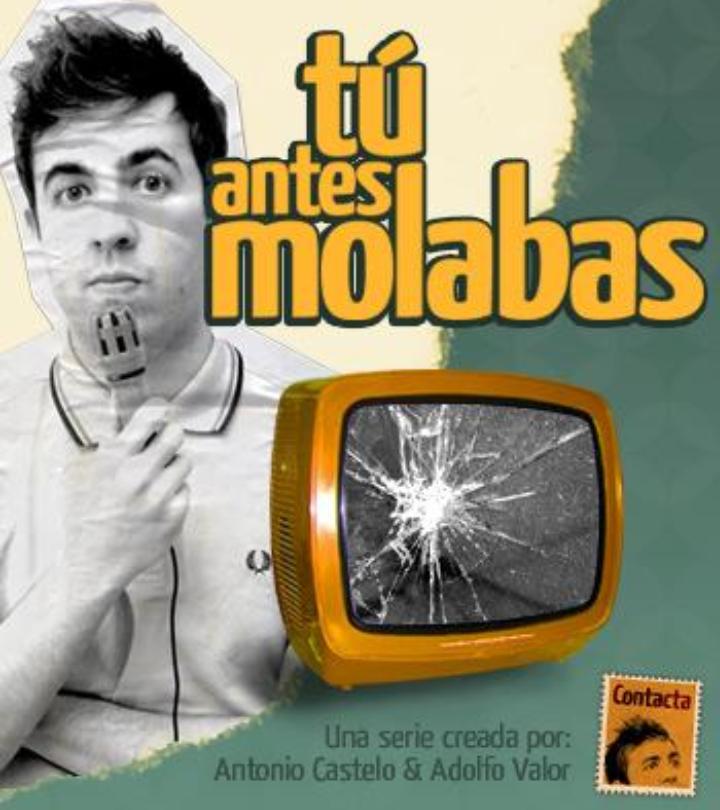 tú
antes
molabas
Una serie creada por:
Antonio Castelo & Adolfo Valor
Contacta